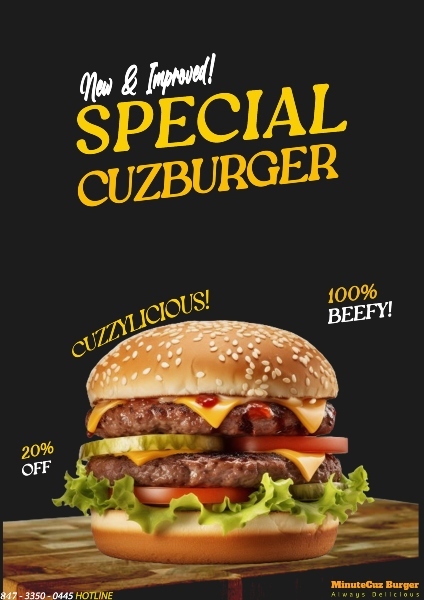 New & Improved!
SPECIAL
CUZBURGER
CUZZYLICIOUS!
100%
BEEFY!
20%
OFF
847 - 3350 - 0445 HOTLINE
MinuteCuz Burger
Always Delicious